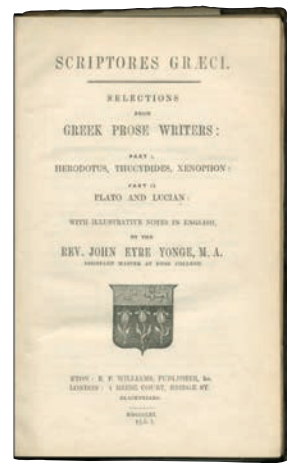 SCRIPTORES GRÆCI.
SELECTIONS
FROM
GREEK PROSE WRITERS:
PART I.
HERODOTUS, THUCYDIDES, XENOPHON:
PART II.
PLATO AND LUCIAN:
WITH ILLUSTRATIVE NOTES IN ENGLISH,
BY THE
REV. JOHN EYRE YONGE, M. A.
ASSISTANT MASTER AT ETON COLLEGE.
ETON: E. P. WILLIAMS, PUBLISHER, &c.
LONDON: 1 BRIDE COURT, BRIDGE ST.
BLACKFRIARS.